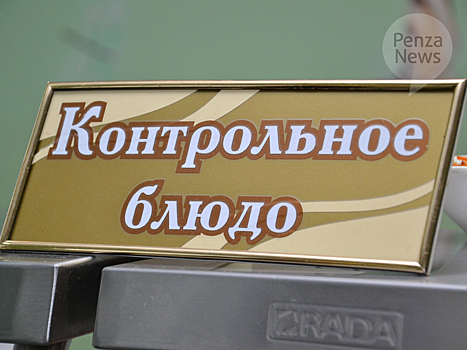 Penza
News
Контрольное
блюдо
RADA